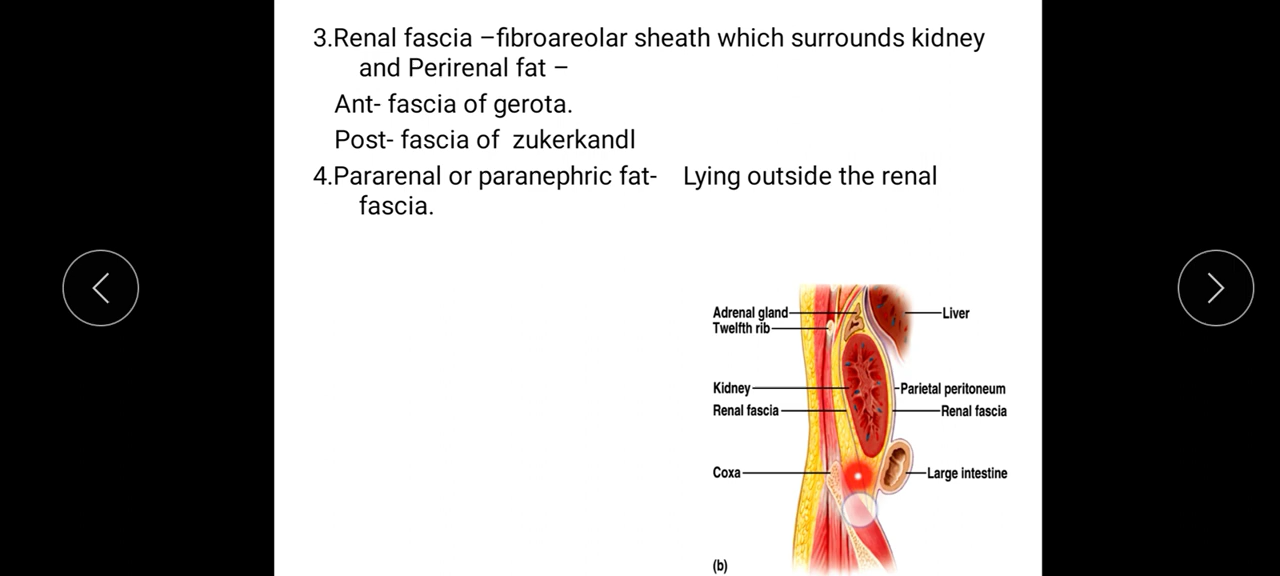 3.Renal fascia –fibroareolar sheath which surrounds kidney
and Perirenal fat –
Ant- fascia of gerota.
Post- fascia of zukerkandl
4.Pararenal or paranephric fat- Lying outside the renal
fascia.
Adrenal gland
Liver
Twelfth rib
Kidney
Parietal peritoneum
Renal fascia
Renal fascia
Coxa
Large intestine
(b)